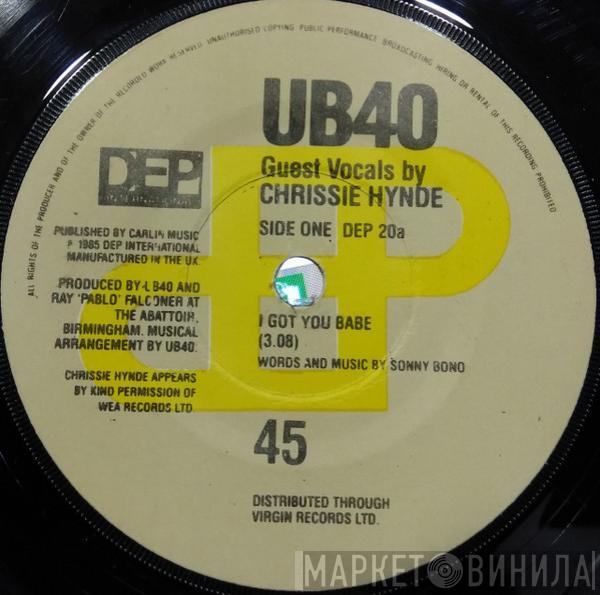 ALL RIGHTS OF THE PRODUCER AND OF THE OWNER OF THE RECORDED WORK RESERVED. UNAUTHORISED COPYING PUBLIC PERFORMANCE BROADCASTING HIRING OR RENTAL OF THIS RECORDING PROHIBITED
UB40
Guest Vocals by
CHRISSIE HYNDE
SIDE ONE DEP 20a
DEP
INTERNATIONAL
PUBLISHED BY CARLIN MUSIC
℗ 1985 DEP INTERNATIONAL
MANUFACTURED IN THE UK
PRODUCED BY UB40 AND
RAY 'PABLO' FALCONER AT
THE ABATTOIR,
BIRMINGHAM. MUSICAL
ARRANGEMENT BY UB40.
CHRISSIE HYNDE APPEARS
BY KIND PERMISSION OF
WEA RECORDS LTD.
I GOT YOU BABE
(3.08)
WORDS AND MUSIC BY SONNY BONO
45
DISTRIBUTED THROUGH
VIRGIN RECORDS LTD.
МАРКЕТ ВИНИЛА